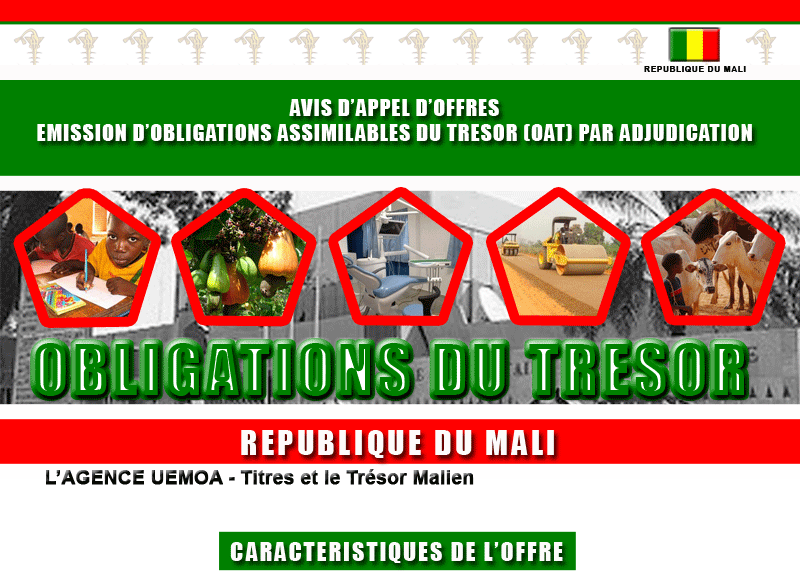 REPUBLIQUE DU MALI
AVIS D'APPEL D'OFFRES
EMISSION D'OBLIGATIONS ASSIMILABLES DU TRESOR (OAT) PAR ADJUDICATION
OBLIGATIONS DU TRESOR
REPUBLIQUE DU MALI
L'AGENCE UEMOA - Titres et le Trésor Malien
CARACTERISTIQUES DE L'OFFRE